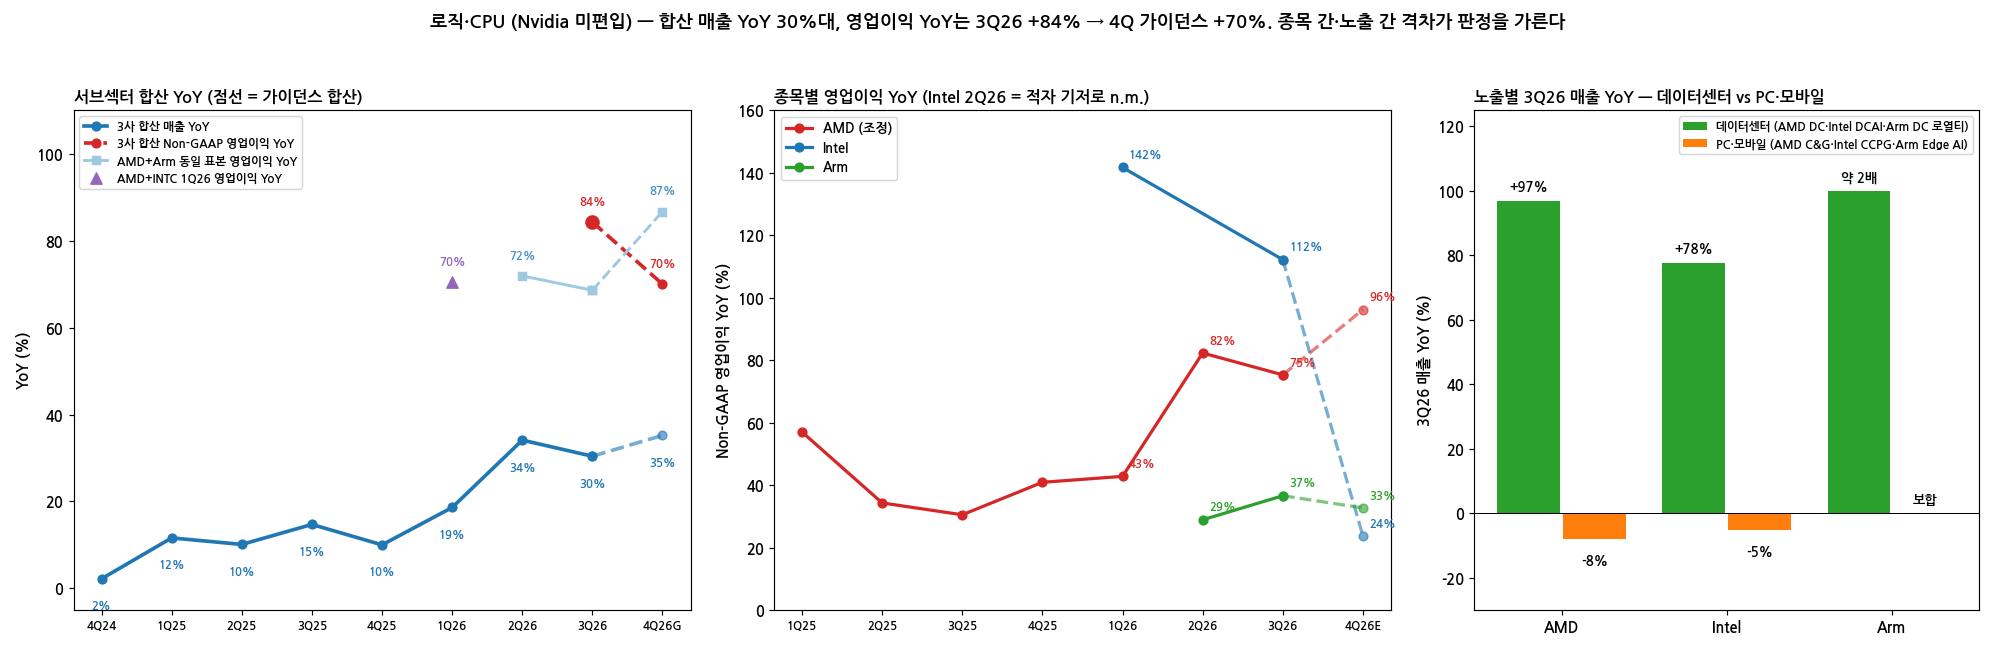 로직·CPU (Nvidia 미편입) — 합산 매출 YoY 30%대, 영업이익 YoY는 3Q26 +84% → 4Q 가이던스 +70%. 종목 간·노출 간 격차가 판정을 가른다
서브섹터 합산 YoY (점선 = 가이던스 합산)
3사 합산 매출 YoY
3사 합산 Non-GAAP 영업이익 YoY
AMD+Arm 동일 표본 영업이익 YoY
AMD+INTC 1Q26 영업이익 YoY
YoY (%)
100
80
60
40
20
0
2%
12%
10%
15%
10%
19%
34%
30%
35%
70%
72%
84%
87%
70%
4Q24
1Q25
2Q25
3Q25
4Q25
1Q26
2Q26
3Q26
4Q26G
종목별 영업이익 YoY (Intel 2Q26 = 적자 기저로 n.m.)
AMD (조정)
Intel
Arm
Non-GAAP 영업이익 YoY (%)
160
140
120
100
80
60
40
20
0
142%
112%
96%
82%
75%
43%
29%
37%
33%
24%
1Q25
2Q25
3Q25
4Q25
1Q26
2Q26
3Q26
4Q26E
노출별 3Q26 매출 YoY — 데이터센터 vs PC·모바일
데이터센터 (AMD DC·Intel DCAI·Arm DC 로열티)
PC·모바일 (AMD C&G·Intel CCPG·Arm Edge AI)
3Q26 매출 YoY (%)
120
100
80
60
40
20
0
-20
+97%
+78%
약 2배
-8%
-5%
보합
AMD
Intel
Arm